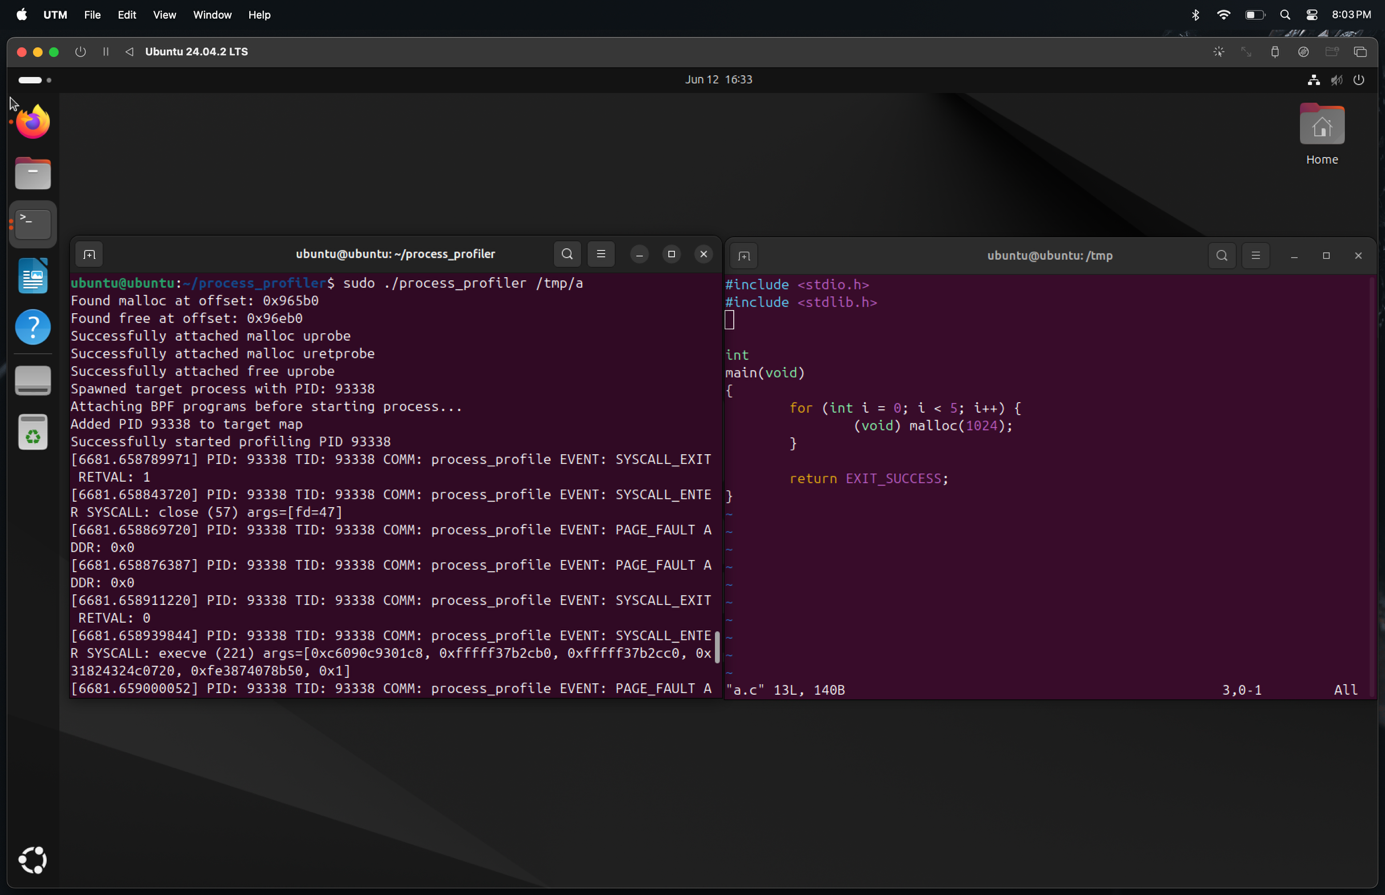 UTM File Edit View Window Help 8:03 PM
Ubuntu 24.04.2 LTS
Jun 12 16:33
Home
ubuntu@ubuntu: ~/process_profiler
ubuntu@ubuntu:~/process_profiler$ sudo ./process_profiler /tmp/a
Found malloc at offset: 0x965b0
Found free at offset: 0x96eb0
Successfully attached malloc uprobe
Successfully attached malloc uretprobe
Successfully attached free uprobe
Spawned target process with PID: 93338
Attaching BPF programs before starting process...
Added PID 93338 to target map
Successfully started profiling PID 93338
[6681.658789971] PID: 93338 TID: 93338 COMM: process_profile EVENT: SYSCALL_EXIT
 RETVAL: 1
[6681.658843720] PID: 93338 TID: 93338 COMM: process_profile EVENT: SYSCALL_ENTE
R SYSCALL: close (57) args=[fd=47]
[6681.658869720] PID: 93338 TID: 93338 COMM: process_profile EVENT: PAGE_FAULT A
DDR: 0x0
[6681.658876387] PID: 93338 TID: 93338 COMM: process_profile EVENT: PAGE_FAULT A
DDR: 0x0
[6681.658911220] PID: 93338 TID: 93338 COMM: process_profile EVENT: SYSCALL_EXIT
 RETVAL: 0
[6681.658939844] PID: 93338 TID: 93338 COMM: process_profile EVENT: SYSCALL_ENTE
R SYSCALL: execve (221) args=[0xc6090c9301c8, 0xfffff37b2cb0, 0xfffff37b2cc0, 0x
31824324c0720, 0xfe3874078b50, 0x1]
[6681.659000052] PID: 93338 TID: 93338 COMM: process_profile EVENT: PAGE_FAULT A
ubuntu@ubuntu: /tmp
#include <stdio.h>
#include <stdlib.h>
int
main(void)
{
        for (int i = 0; i < 5; i++) {
                (void) malloc(1024);
        }
        return EXIT_SUCCESS;
}
~
~
~
~
~
~
~
~
~
~
"a.c" 13L, 140B 3,0-1 All